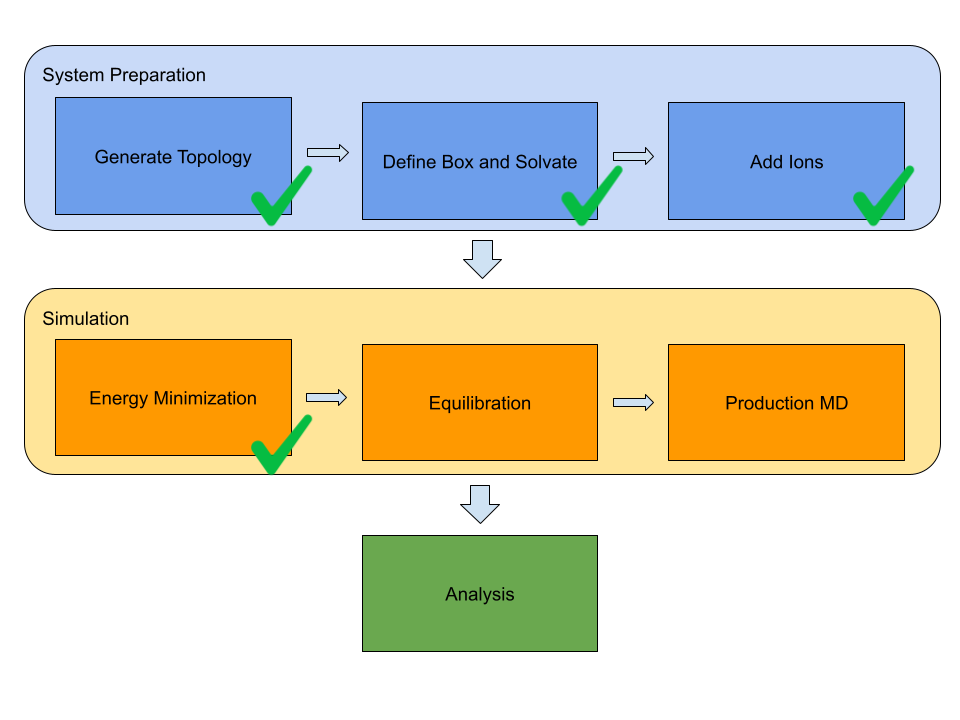 System Preparation
Generate Topology
Define Box and Solvate
Add Ions
Simulation
Energy Minimization
Equilibration
Production MD
Analysis